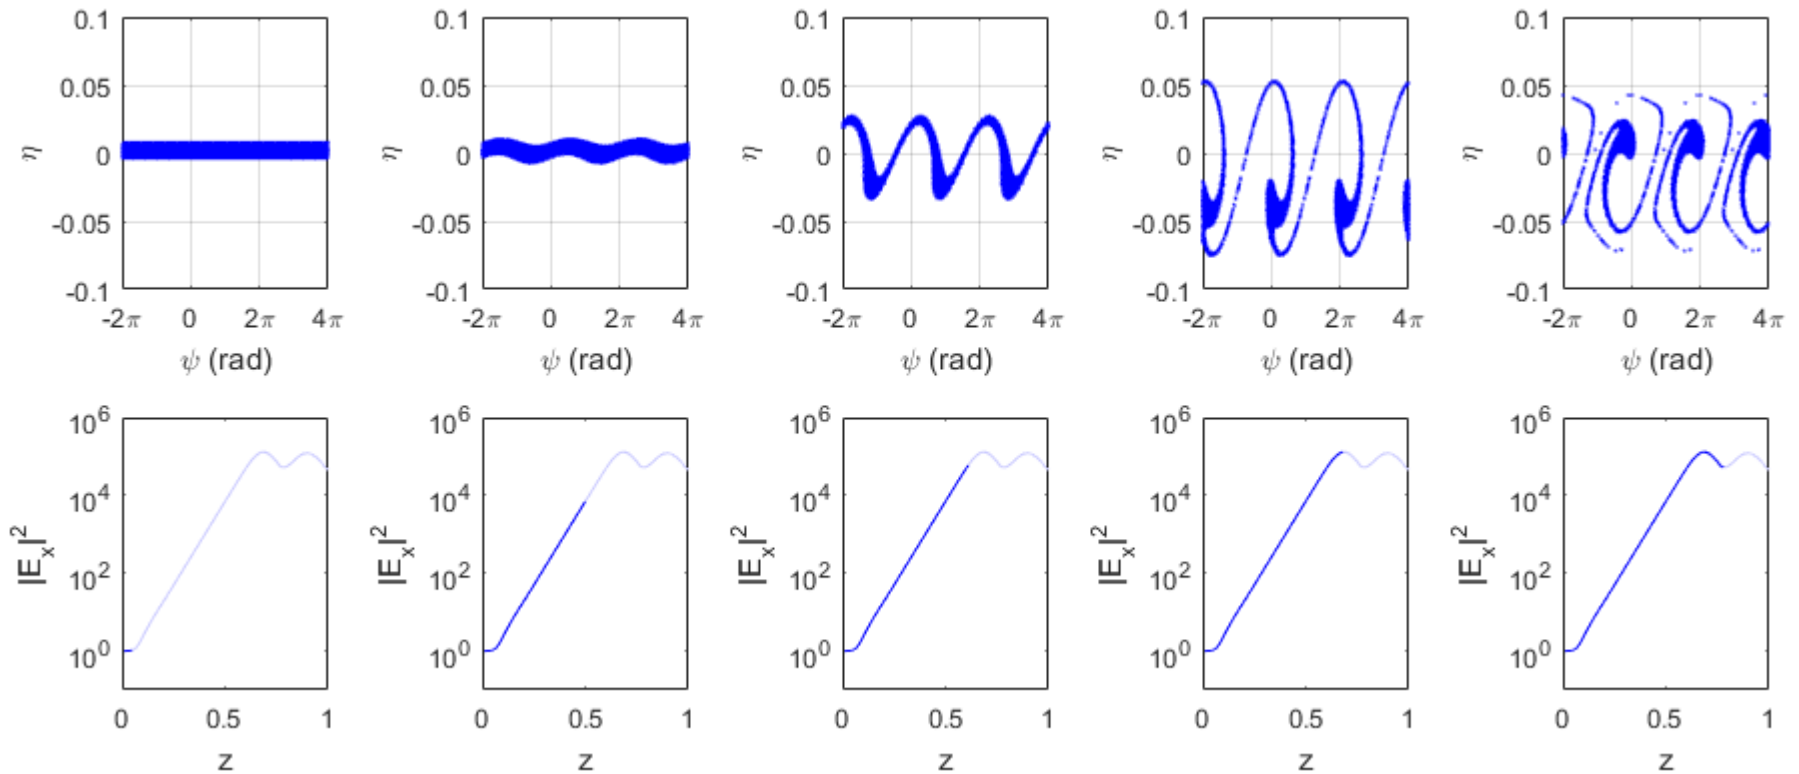 0.1 0.1 0.1 0.1 0.1
0.05 0.05 0.05 0.05 0.05
η 0 η 0 η 0 η 0 η 0
-0.05 -0.05 -0.05 -0.05 -0.05
-0.1 -0.1 -0.1 -0.1 -0.1
-2π 0 2π 4π -2π 0 2π 4π -2π 0 2π 4π -2π 0 2π 4π -2π 0 2π 4π
ψ (rad) ψ (rad) ψ (rad) ψ (rad) ψ (rad)
10^6 10^6 10^6 10^6 10^6
10^4 10^4 10^4 10^4 10^4
|E_x|^2 |E_x|^2 |E_x|^2 |E_x|^2 |E_x|^2
10^2 10^2 10^2 10^2 10^2
10^0 10^0 10^0 10^0 10^0
0 0.5 1 0 0.5 1 0 0.5 1 0 0.5 1 0 0.5 1
z z z z z